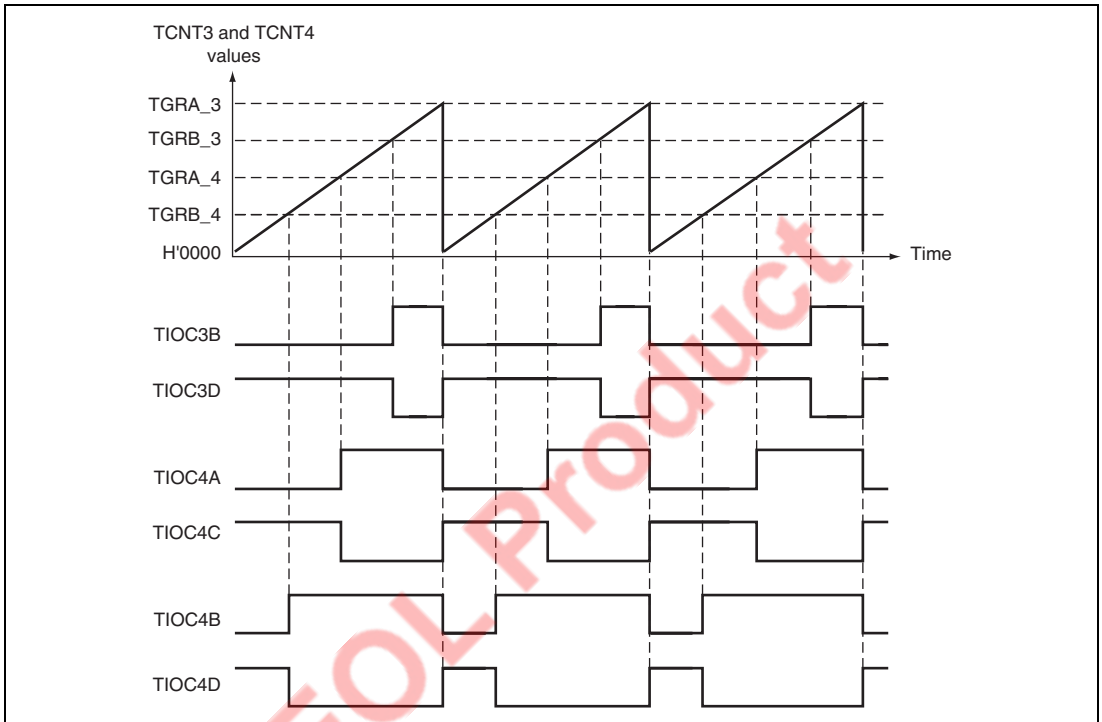 TCNT3 and TCNT4
values
TGRA_3
TGRB_3
TGRA_4
TGRB_4
H'0000
Time
TIOC3B
TIOC3D
TIOC4A
TIOC4C
TIOC4B
TIOC4D
EOL Product